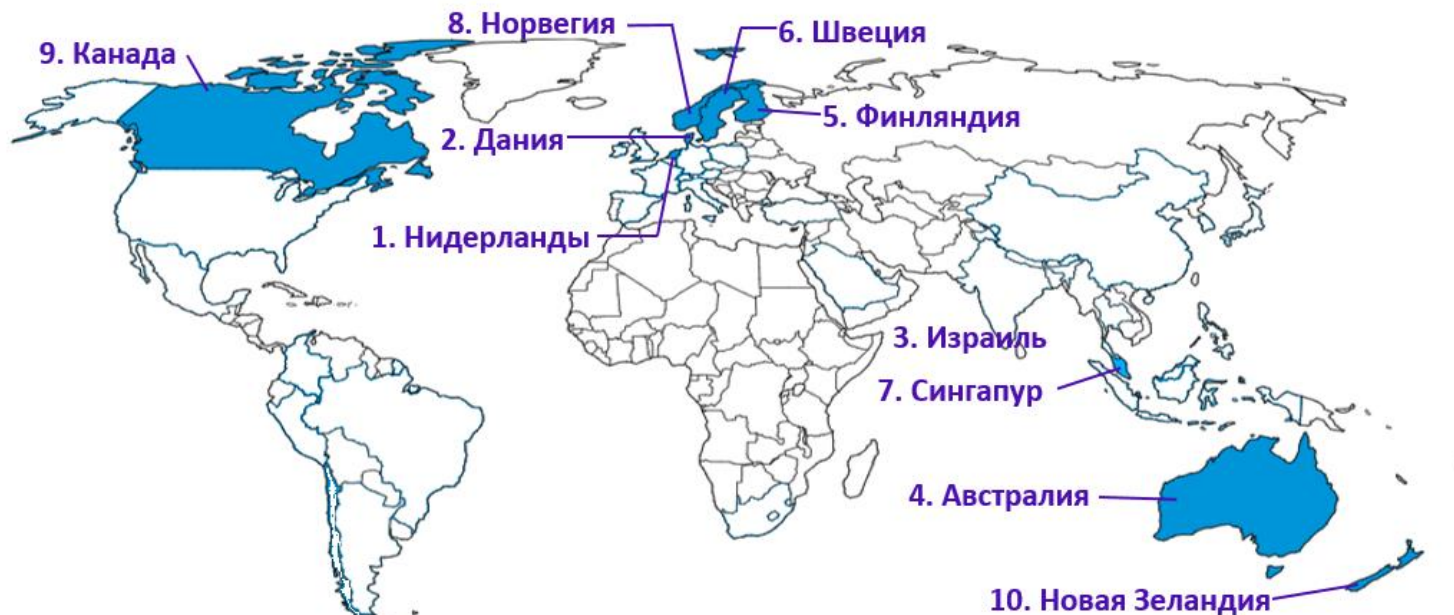 8. Норвегия
6. Швеция
9. Канада
5. Финляндия
2. Дания
1. Нидерланды
3. Израиль
7. Сингапур
4. Австралия
10. Новая Зеландия